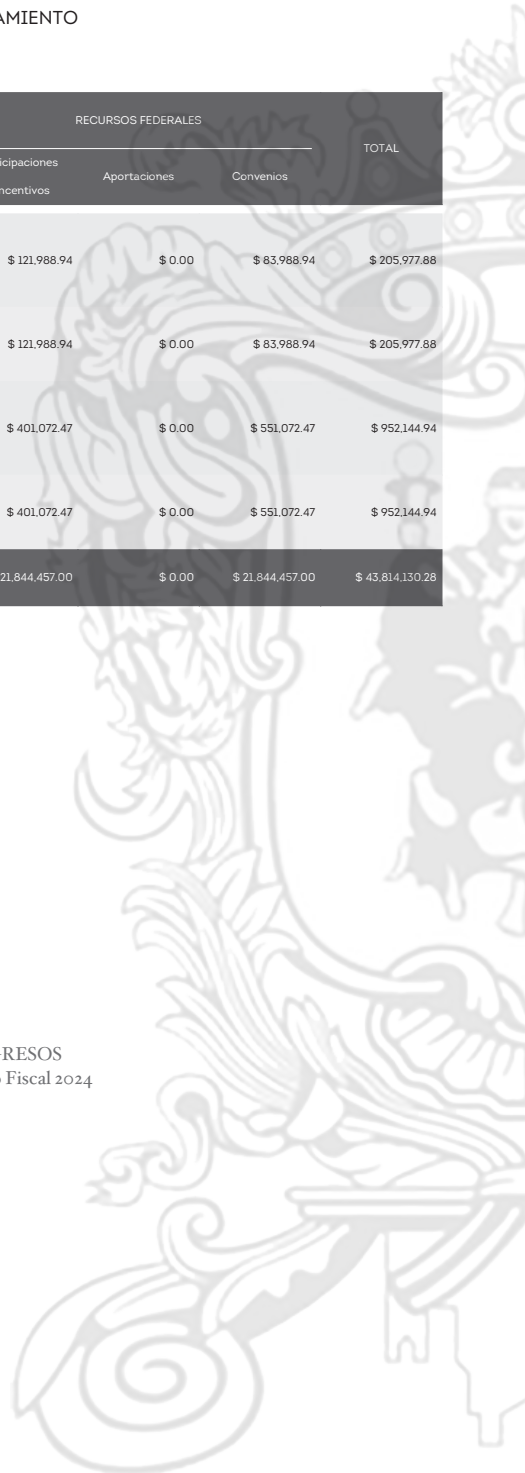 AMIENTO
RECURSOS FEDERALES
TOTAL
icipaciones
ncentivos
Aportaciones
Convenios
$ 121,988.94 $ 0.00 $ 83,988.94 $ 205,977.88
$ 121,988.94 $ 0.00 $ 83,988.94 $ 205,977.88
$ 401,072.47 $ 0.00 $ 551,072.47 $ 952,144.94
$ 401,072.47 $ 0.00 $ 551,072.47 $ 952,144.94
21,844,457.00 $ 0.00 $ 21,844,457.00 $ 43,814,130.28
RESOS
Fiscal 2024